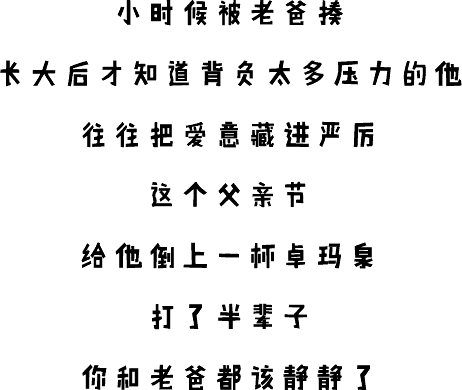 小时候被老爸揍
长大后才知道背负太多压力的他
往往把爱意藏进严厉
这个父亲节
给他倒上一杯卓玛泉
打了半辈子
你和老爸都该静静了